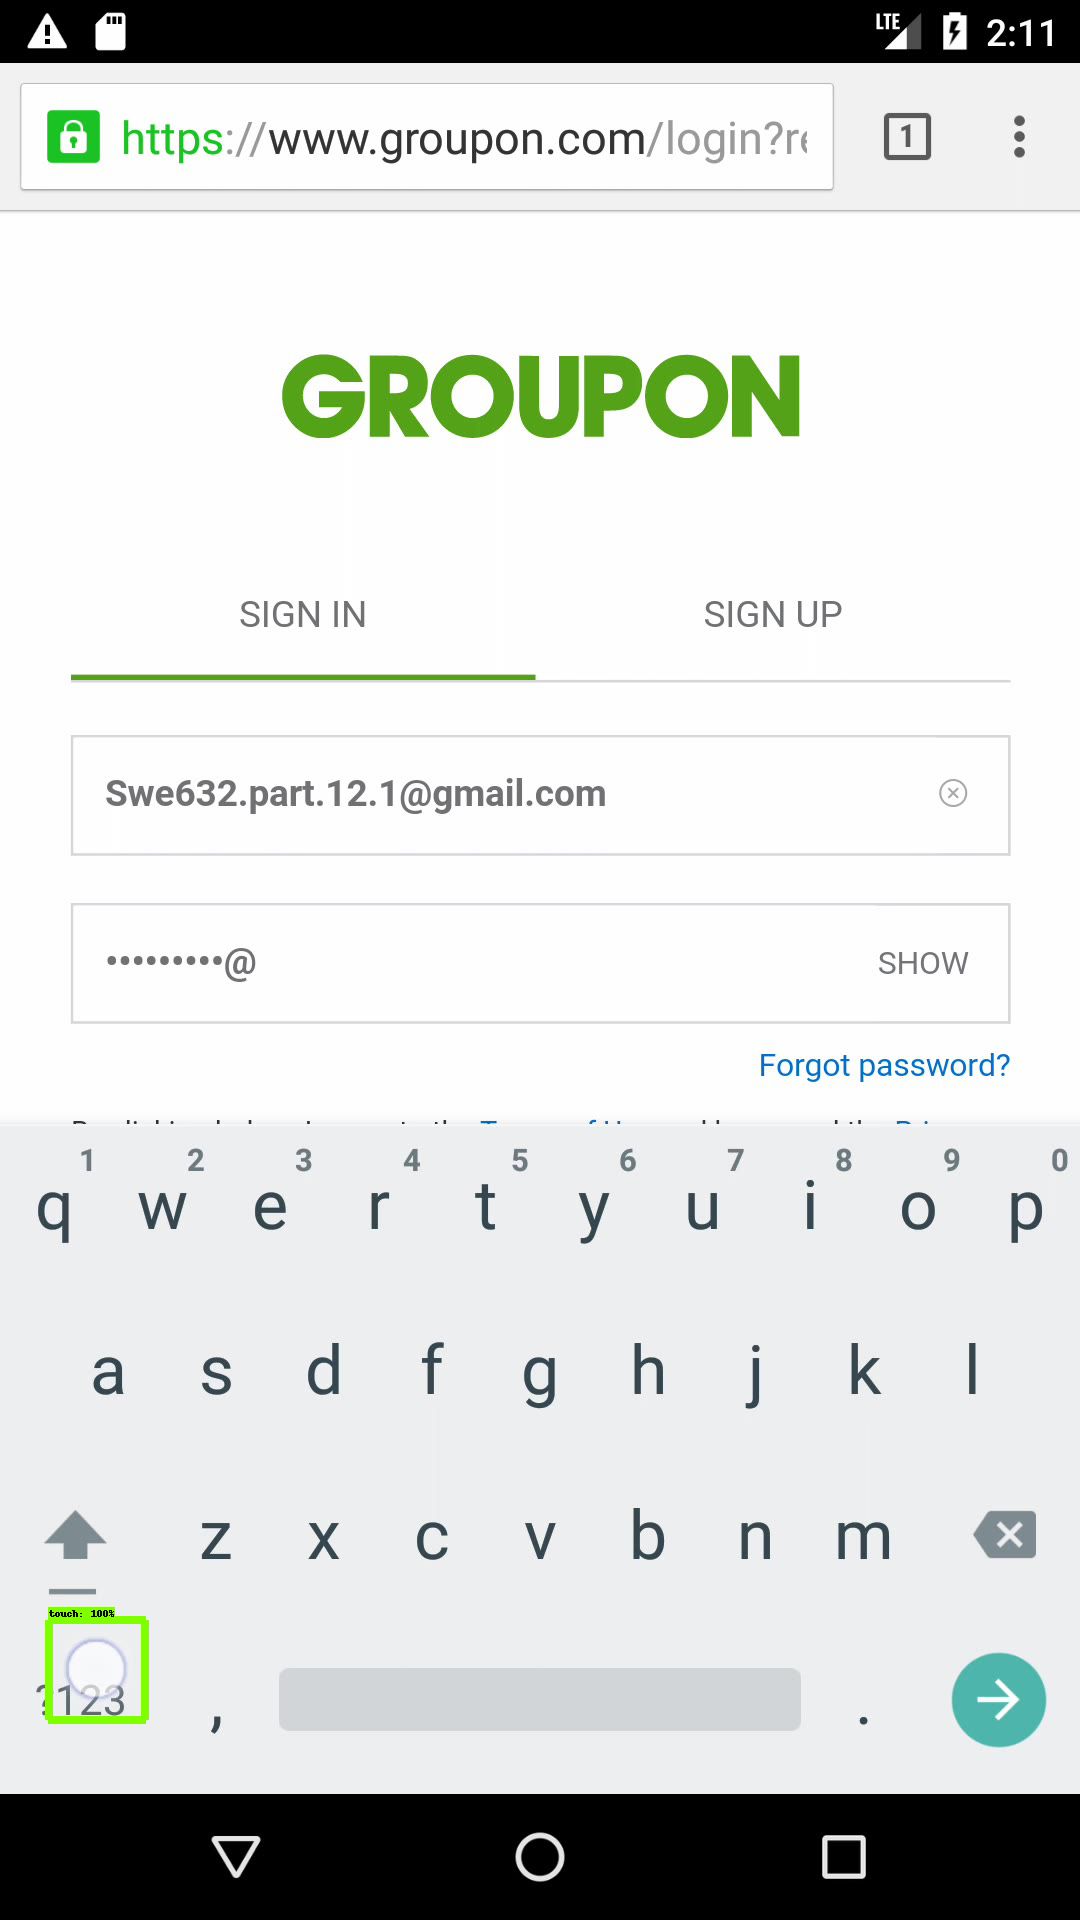 LTE 2:11
https://www.groupon.com/login?re
1
GROUPON
SIGN IN SIGN UP
Swe632.part.12.1@gmail.com
•••••••••@ SHOW
Forgot password?
1 2 3 4 5 6 7 8 9 0
q w e r t y u i o p
a s d f g h j k l
z x c v b n m
touch: 100%
?123 , .